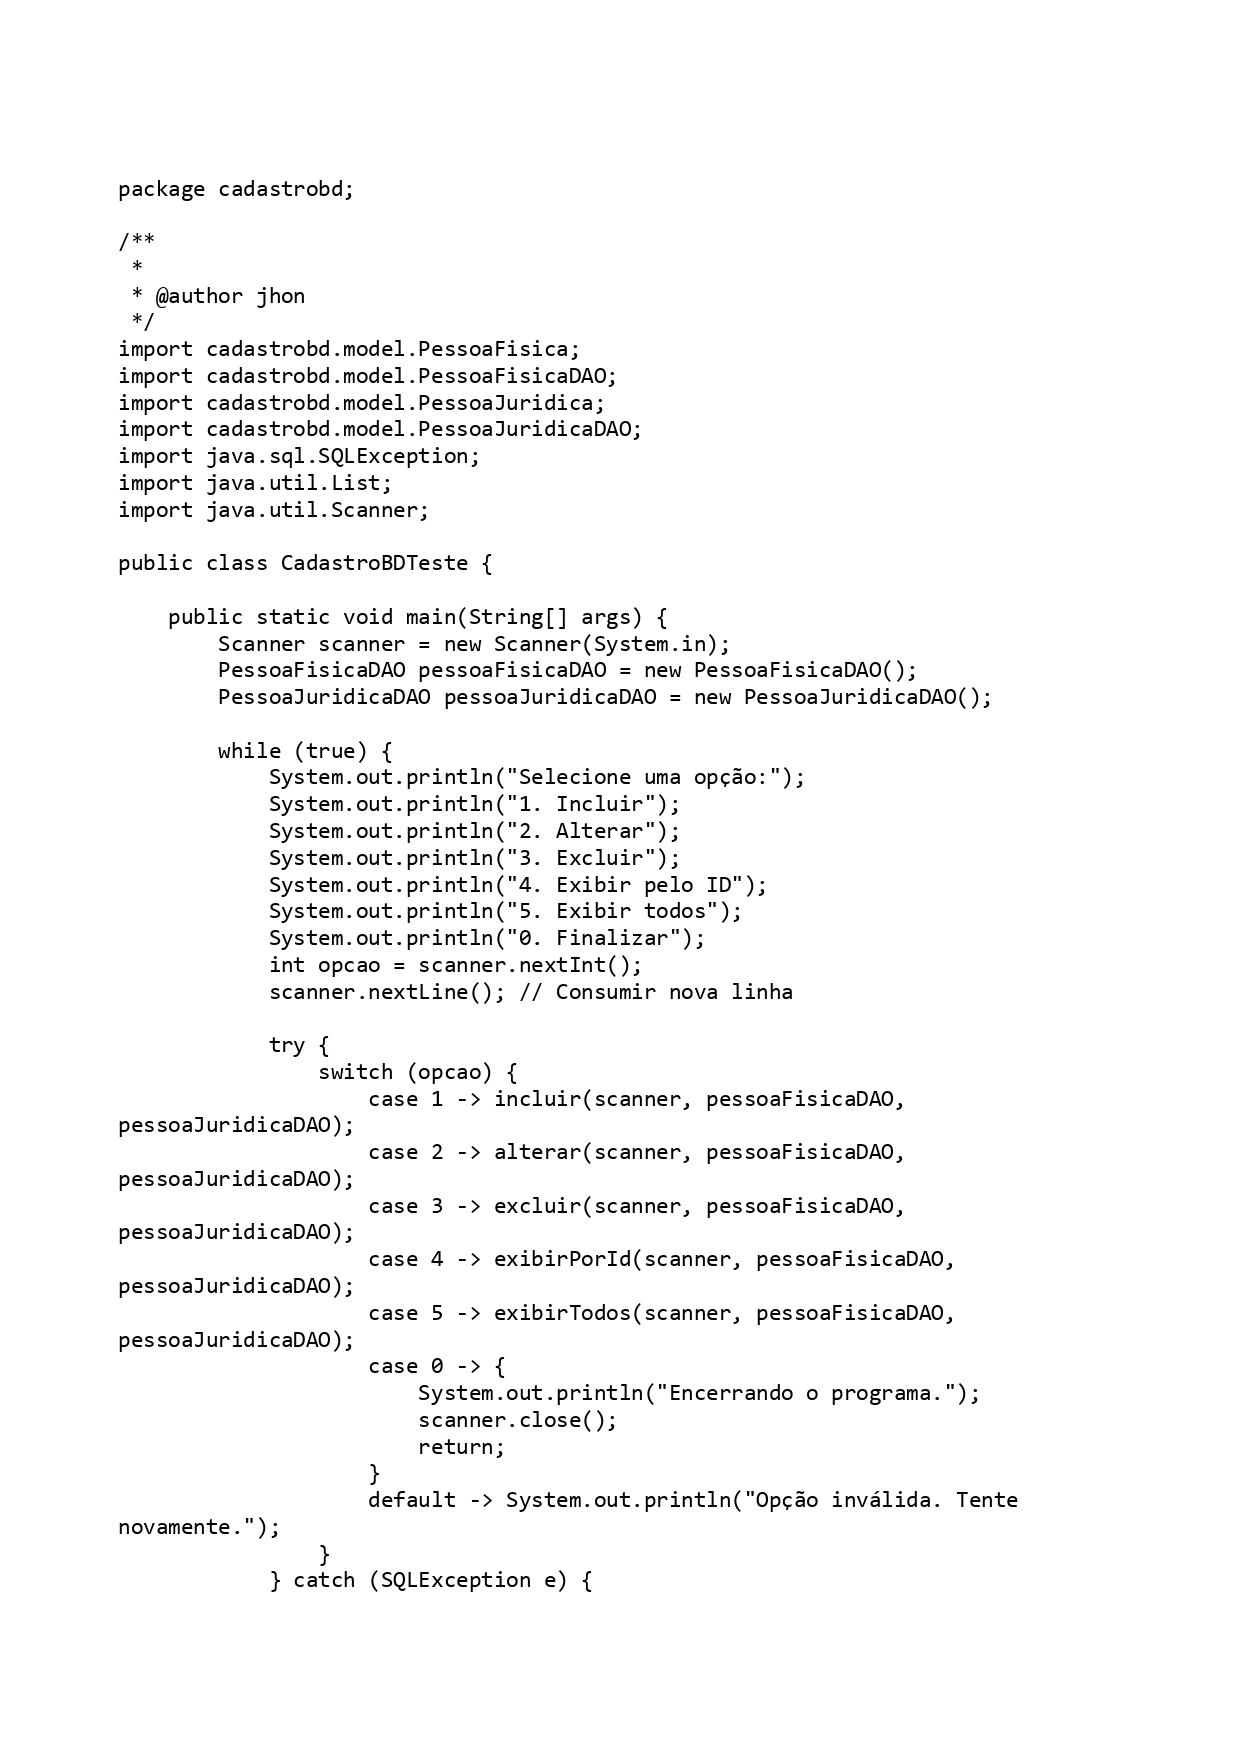 package cadastrobd;

/**
 *
 * @author jhon
 */
import cadastrobd.model.PessoaFisica;
import cadastrobd.model.PessoaFisicaDAO;
import cadastrobd.model.PessoaJuridica;
import cadastrobd.model.PessoaJuridicaDAO;
import java.sql.SQLException;
import java.util.List;
import java.util.Scanner;

public class CadastroBDTeste {

    public static void main(String[] args) {
        Scanner scanner = new Scanner(System.in);
        PessoaFisicaDAO pessoaFisicaDAO = new PessoaFisicaDAO();
        PessoaJuridicaDAO pessoaJuridicaDAO = new PessoaJuridicaDAO();

        while (true) {
            System.out.println("Selecione uma opção:");
            System.out.println("1. Incluir");
            System.out.println("2. Alterar");
            System.out.println("3. Excluir");
            System.out.println("4. Exibir pelo ID");
            System.out.println("5. Exibir todos");
            System.out.println("0. Finalizar");
            int opcao = scanner.nextInt();
            scanner.nextLine(); // Consumir nova linha

            try {
                switch (opcao) {
                    case 1 -> incluir(scanner, pessoaFisicaDAO,
pessoaJuridicaDAO);
                    case 2 -> alterar(scanner, pessoaFisicaDAO,
pessoaJuridicaDAO);
                    case 3 -> excluir(scanner, pessoaFisicaDAO,
pessoaJuridicaDAO);
                    case 4 -> exibirPorId(scanner, pessoaFisicaDAO,
pessoaJuridicaDAO);
                    case 5 -> exibirTodos(scanner, pessoaFisicaDAO,
pessoaJuridicaDAO);
                    case 0 -> {
                        System.out.println("Encerrando o programa.");
                        scanner.close();
                        return;
                    }
                    default -> System.out.println("Opção inválida. Tente
novamente.");
                }
            } catch (SQLException e) {